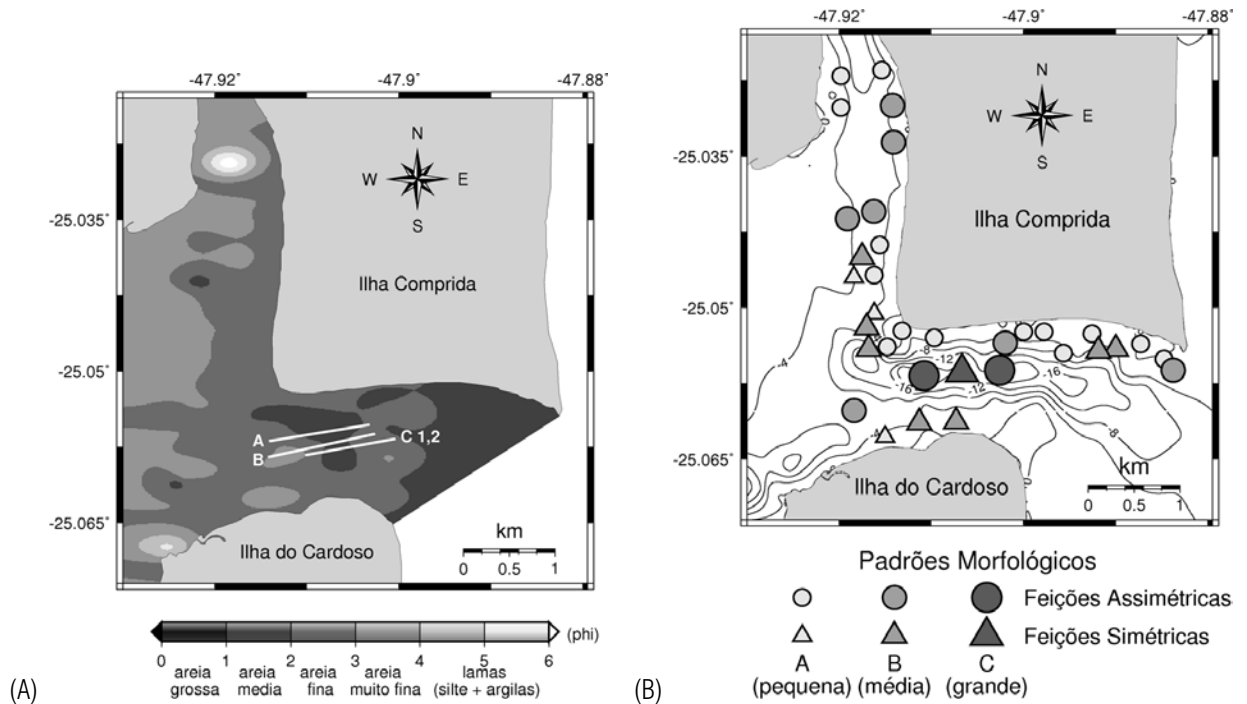 -47.92˚ -47.9˚ -47.88˚
N
W E
S
-25.035˚
Ilha Comprida
-25.05˚
A
B
C 1,2
-25.065˚
Ilha do Cardoso
km
0 0.5 1
0 1 2 3 4 5 6 (phi)
areia grossa
areia media
areia fina
areia muito fina
lamas (silte + argilas)
(A)
-47.92˚ -47.9˚ -47.88˚
N
W E
S
-25.035˚
Ilha Comprida
-25.05˚
-4
-8
-12
-16
-16
-16
-8
-4
-25.065˚
Ilha do Cardoso
km
0 0.5 1
Padrões Morfológicos
Feições Assimétricas
Feições Simétricas
A B C
(pequena) (média) (grande)
(B)